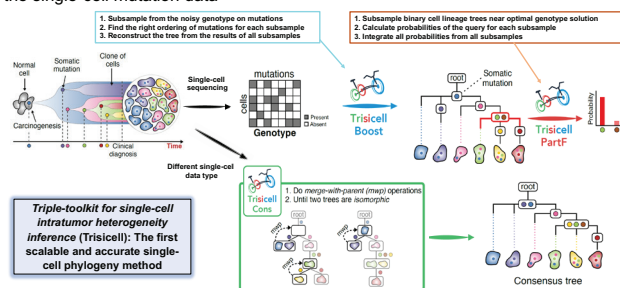 the single-cell mutation data
1. Subsample from the noisy genotype on mutations
2. Find the right ordering of mutations for each subsample
3. Reconstruct the tree from the results of all subsamples
1. Subsample binary cell lineage trees near optimal genotype solution
2. Calculate probabilities of the query for each subsample
3. Integrate all probabilities from all subsamples
Normal
cell
Somatic
mutation
Clone of
cells
Carcinogenesis
Clinical
diagnosis
Time
Single-cell
sequencing
mutations
cells
Genotype
Present
Absent
Trisicell
Boost
root
Somatic
mutation
Trisicell
PartF
Probability
Different single-cel data type
Trisicell
Cons
1. Do merge-with-parent (mwp) operations
2. Until two trees are isomorphic
root
mwp
mwp
root
root
Consensus tree
Triple-toolkit for single-cell
intratumor heterogeneity
inference (Trisicell): The first
scalable and accurate single-
cell phylogeny method